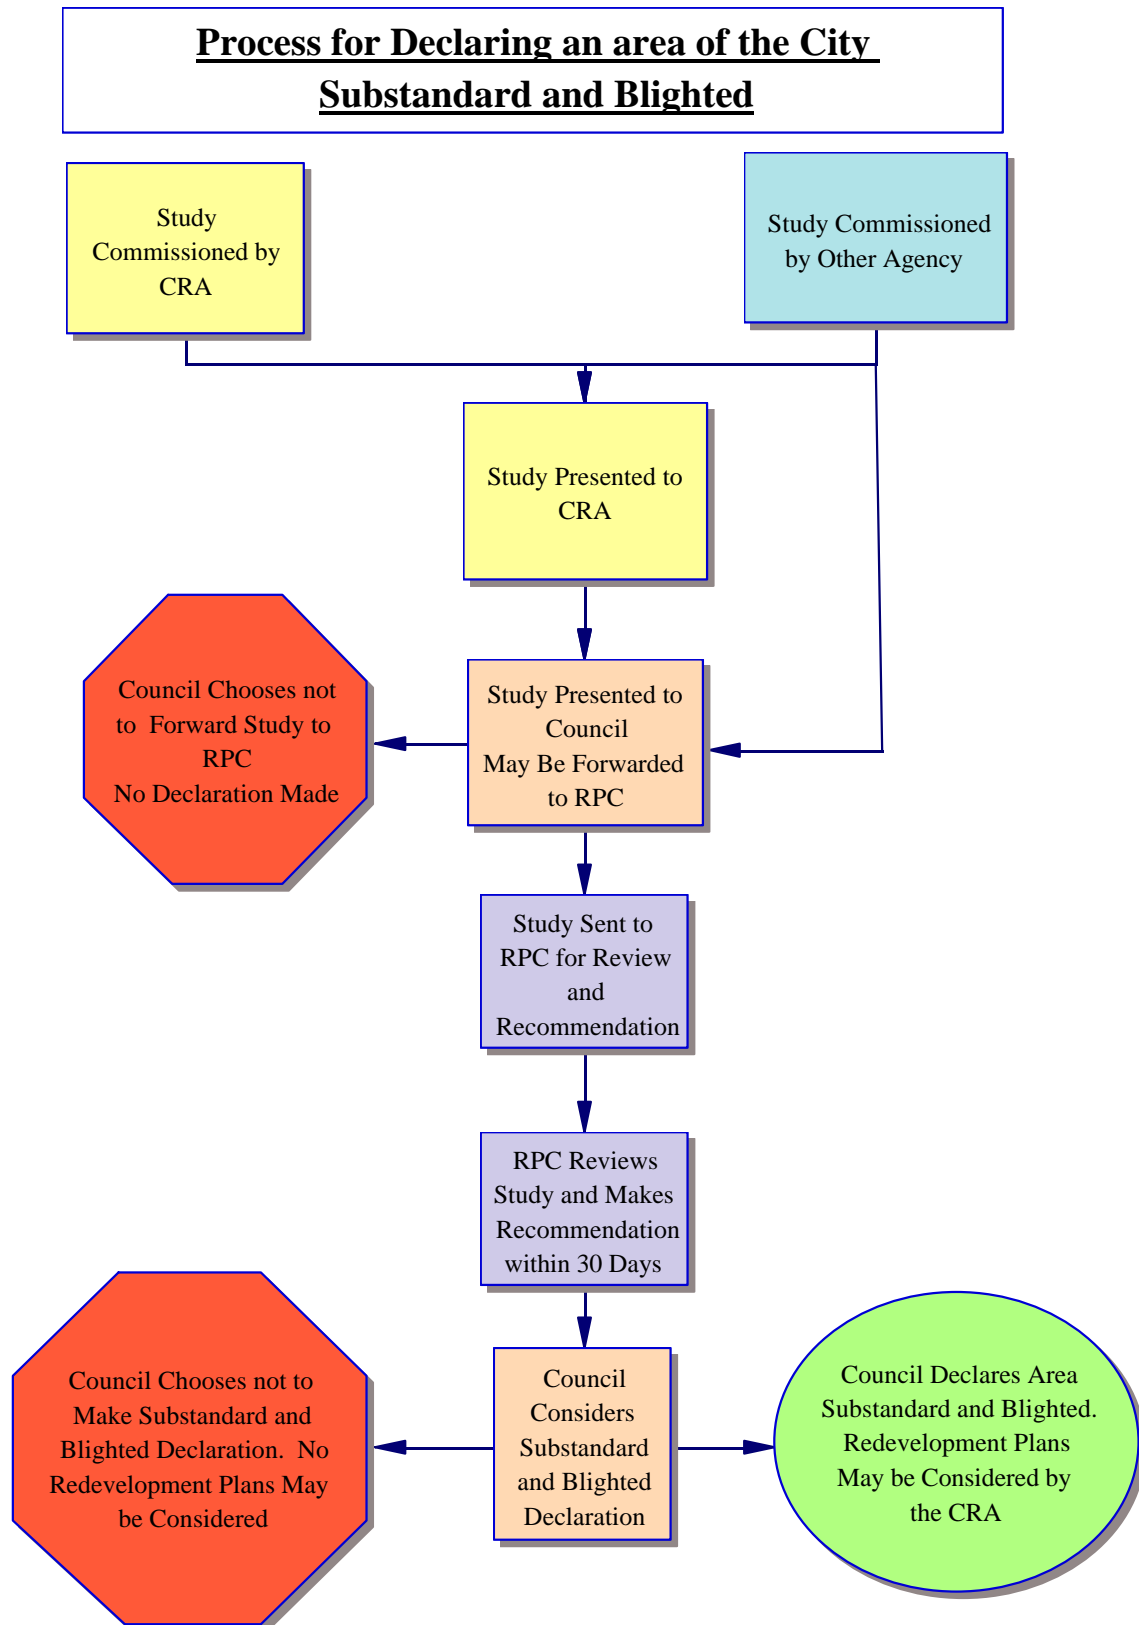 Process for Declaring an area of the City
Substandard and Blighted
Study
Commissioned by
CRA
Study Commissioned
by Other Agency
Study Presented to
CRA
Council Chooses not
to Forward Study to
RPC
No Declaration Made
Study Presented to
Council
May Be Forwarded
to RPC
Study Sent to
RPC for Review
and
Recommendation
RPC Reviews
Study and Makes
Recommendation
within 30 Days
Council Chooses not to
Make Substandard and
Blighted Declaration. No
Redevelopment Plans May
be Considered
Council
Considers
Substandard
and Blighted
Declaration
Council Declares Area
Substandard and Blighted.
Redevelopment Plans
May be Considered by
the CRA